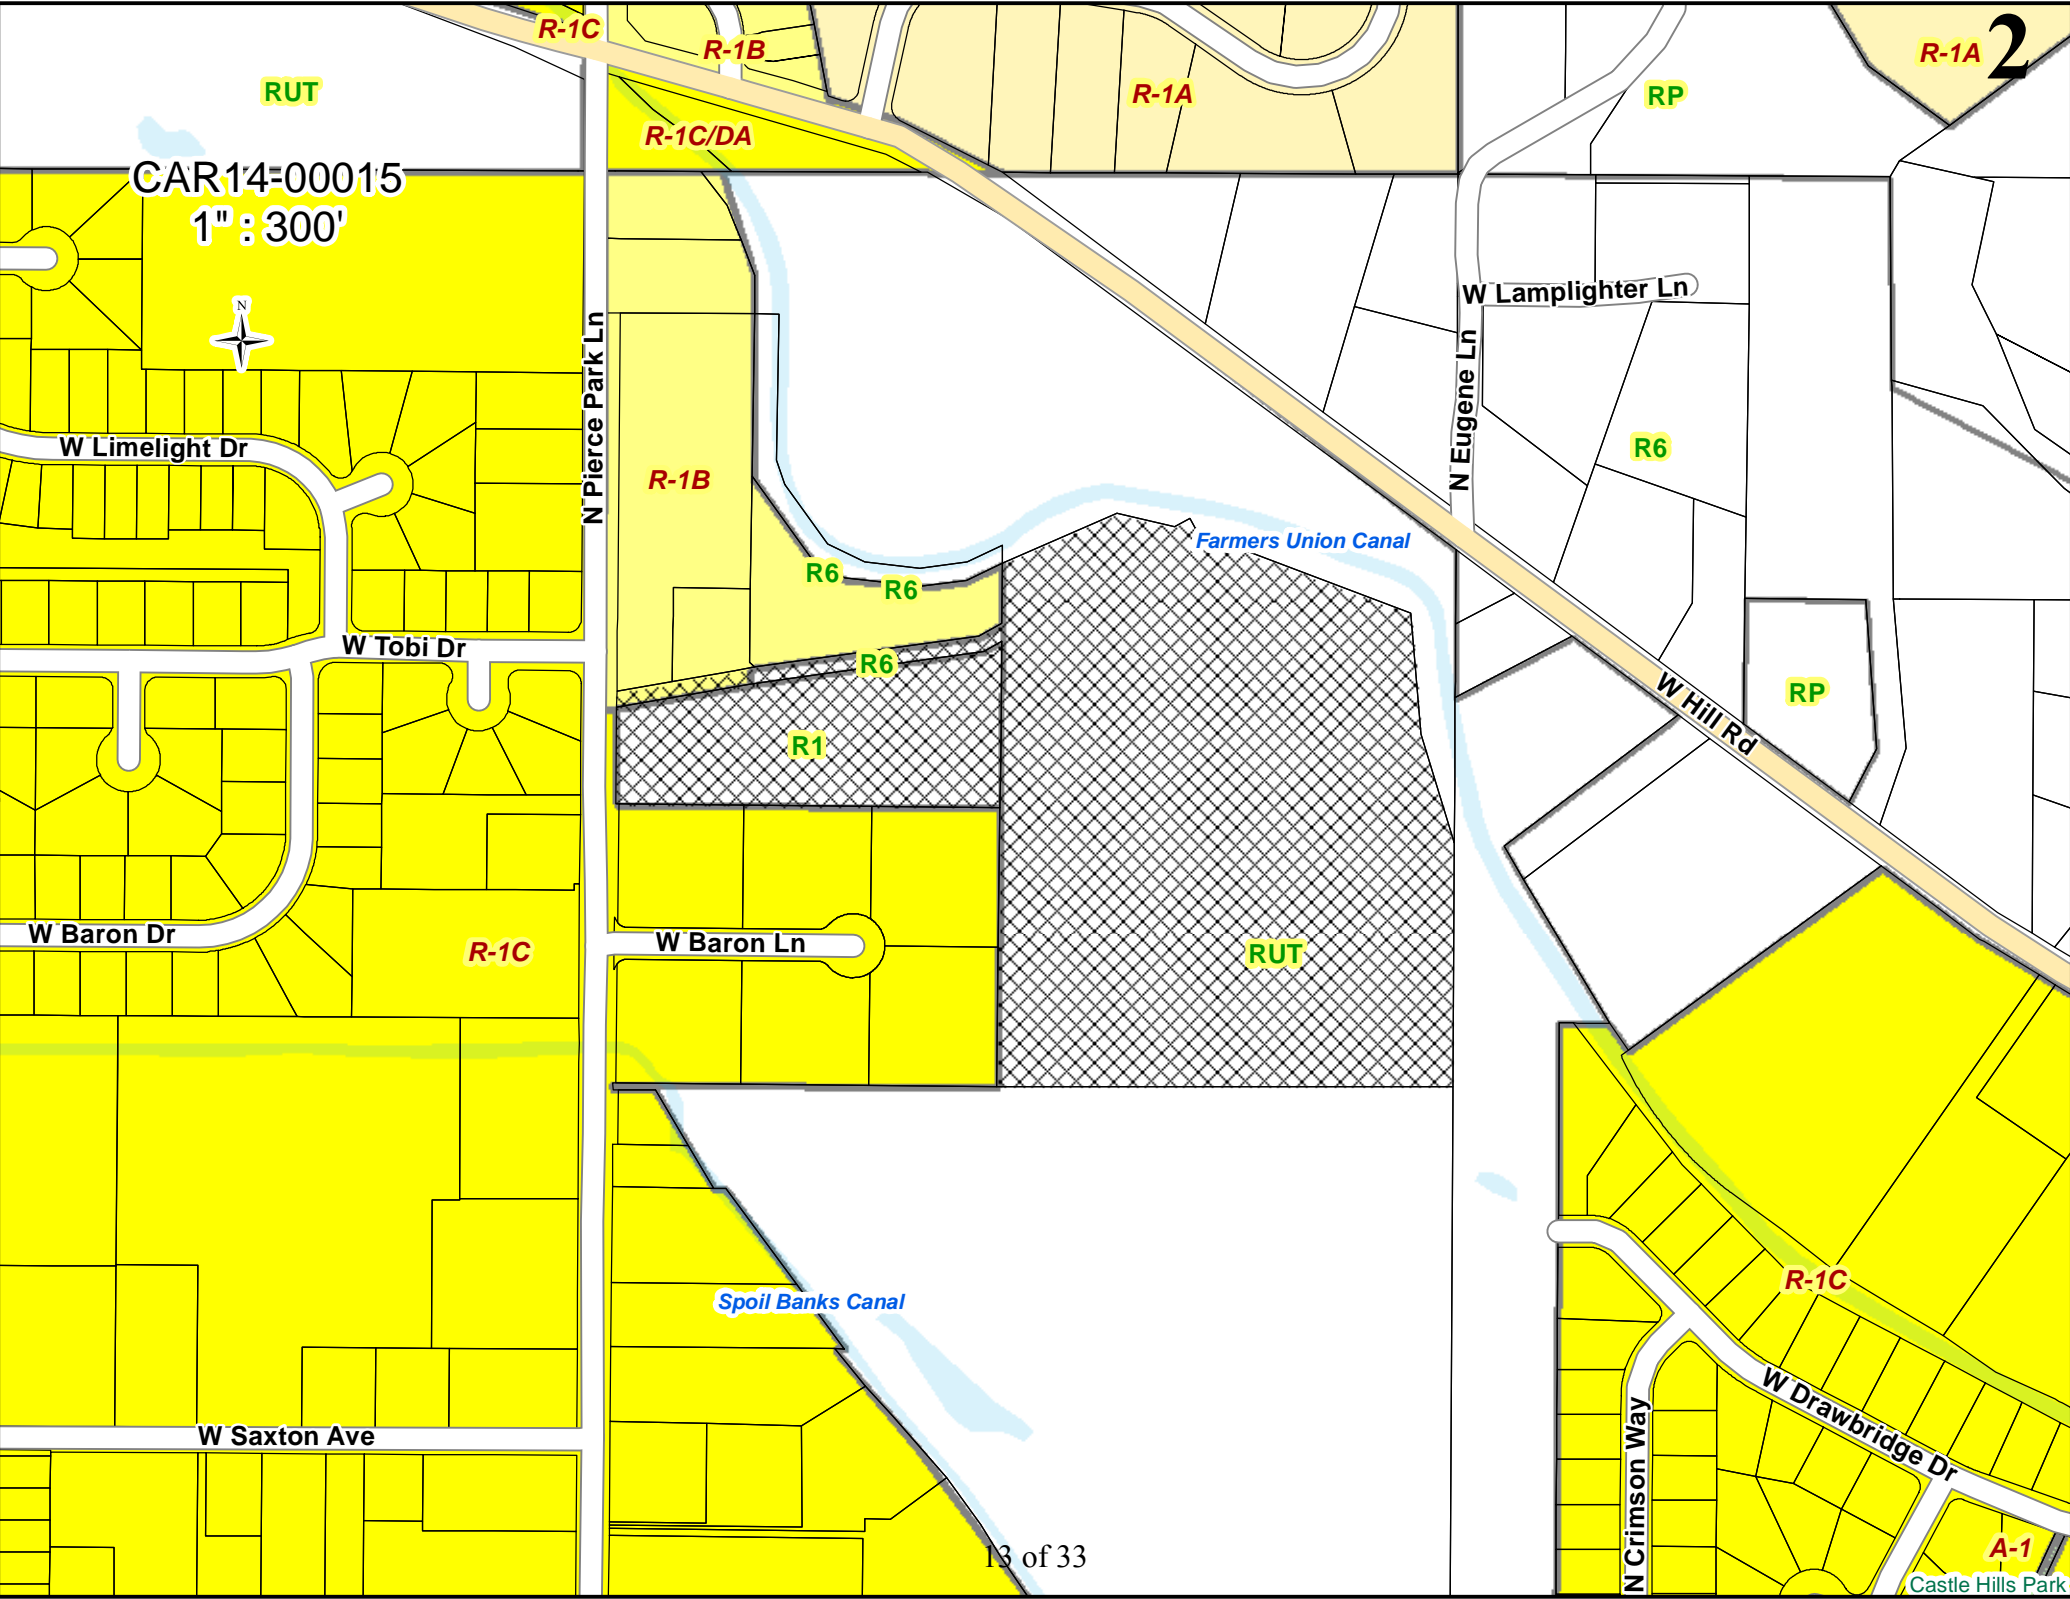 R-1C
R-1B
R-1A
2
RUT
R-1A
RP
R-1C/DA
CAR14-00015
1" : 300'
N
W Lamplighter Ln
N Pierce Park Ln
N Eugene Ln
W Limelight Dr
R-1B
R6
Farmers Union Canal
R6
R6
W Tobi Dr
R6
W Hill Rd
RP
R1
W Baron Dr
R-1C
W Baron Ln
RUT
Spoil Banks Canal
R-1C
W Drawbridge Dr
W Saxton Ave
N Crimson Way
13 of 33
A-1
Castle Hills Park